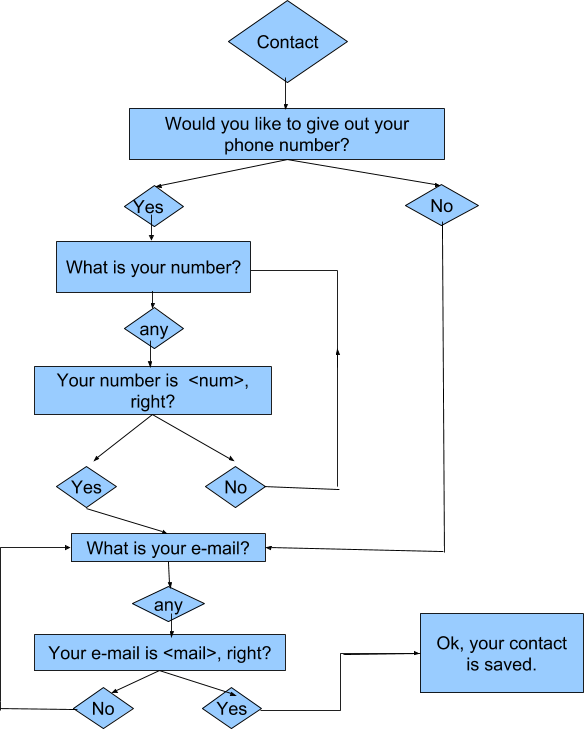 Contact
Would you like to give out your
phone number?
Yes
No
What is your number?
any
Your number is <num>,
right?
Yes
No
What is your e-mail?
any
Your e-mail is <mail>, right?
Ok, your contact
is saved.
No
Yes